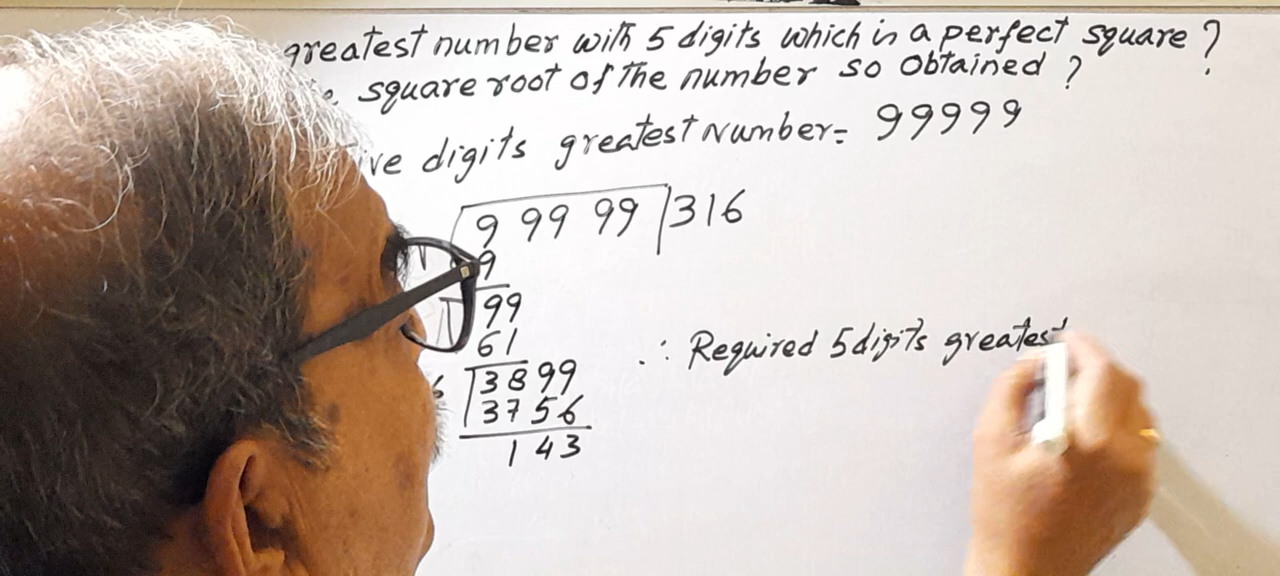 greatest number with 5 digits which is a perfect square ?
square root of the number so obtained ?
digits greatest number= 99999
9 99 99 316
9
99
61
3899
3756
143
∴ Required 5 digits greatest